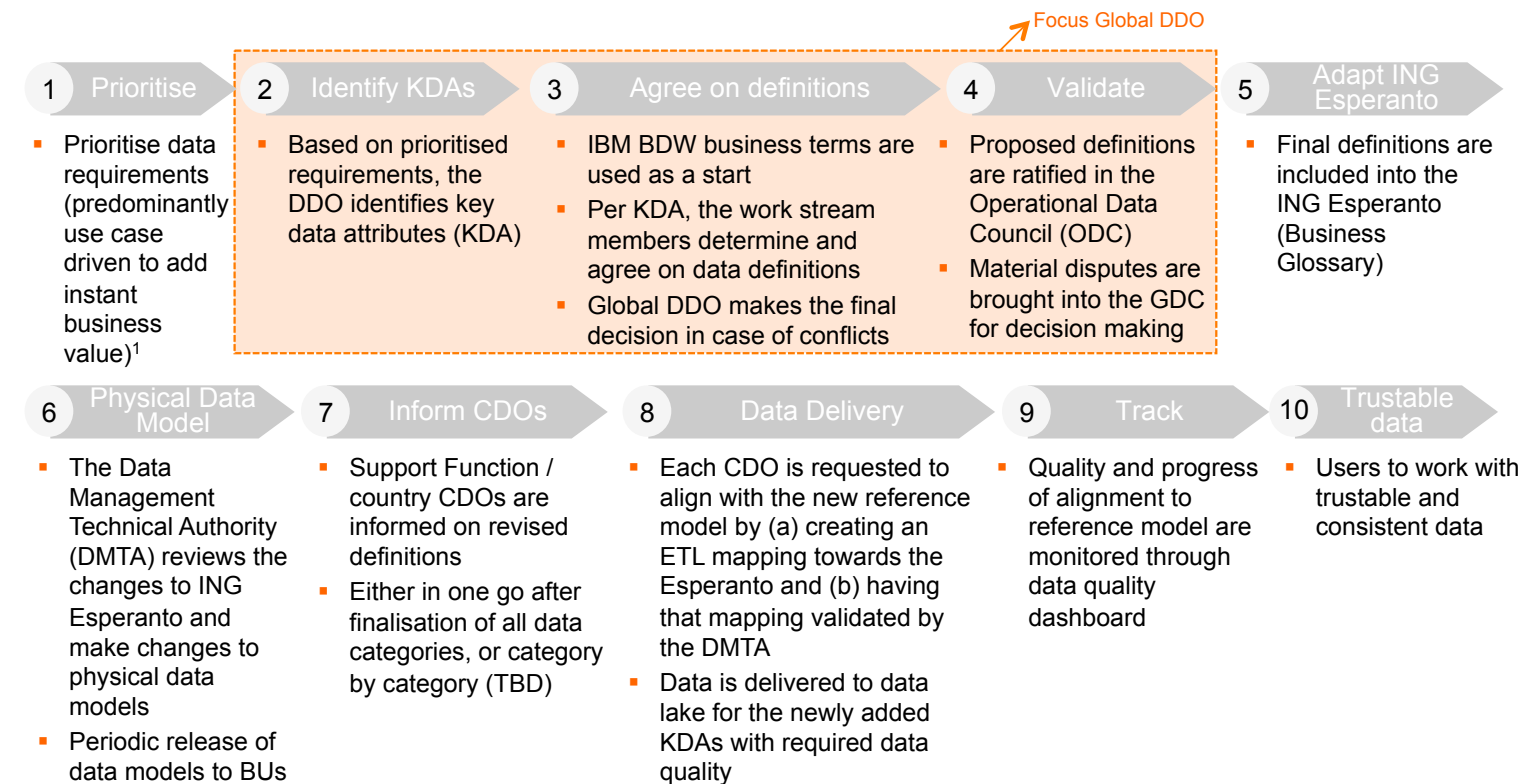 Focus Global DDO
1 Prioritise
Prioritise data
requirements
(predominantly
use case
driven to add
instant
business
value)1
2 Identify KDAs
Based on prioritised
requirements, the
DDO identifies key
data attributes (KDA)
3 Agree on definitions
IBM BDW business terms are
used as a start
Per KDA, the work stream
members determine and
agree on data definitions
Global DDO makes the final
decision in case of conflicts
4 Validate
Proposed definitions
are ratified in the
Operational Data
Council (ODC)
Material disputes are
brought into the GDC
for decision making
5 Adapt ING
Esperanto
Final definitions are
included into the
ING Esperanto
(Business
Glossary)
6 Physical Data
Model
The Data
Management
Technical Authority
(DMTA) reviews the
changes to ING
Esperanto and
make changes to
physical data
models
Periodic release of
data models to BUs
7 Inform CDOs
Support Function /
country CDOs are
informed on revised
definitions
Either in one go after
finalisation of all data
categories, or category
by category (TBD)
8 Data Delivery
Each CDO is requested to
align with the new reference
model by (a) creating an
ETL mapping towards the
Esperanto and (b) having
that mapping validated by
the DMTA
Data is delivered to data
lake for the newly added
KDAs with required data
quality
9 Track
Quality and progress
of alignment to
reference model are
monitored through
data quality
dashboard
10 Trustable
data
Users to work with
trustable and
consistent data